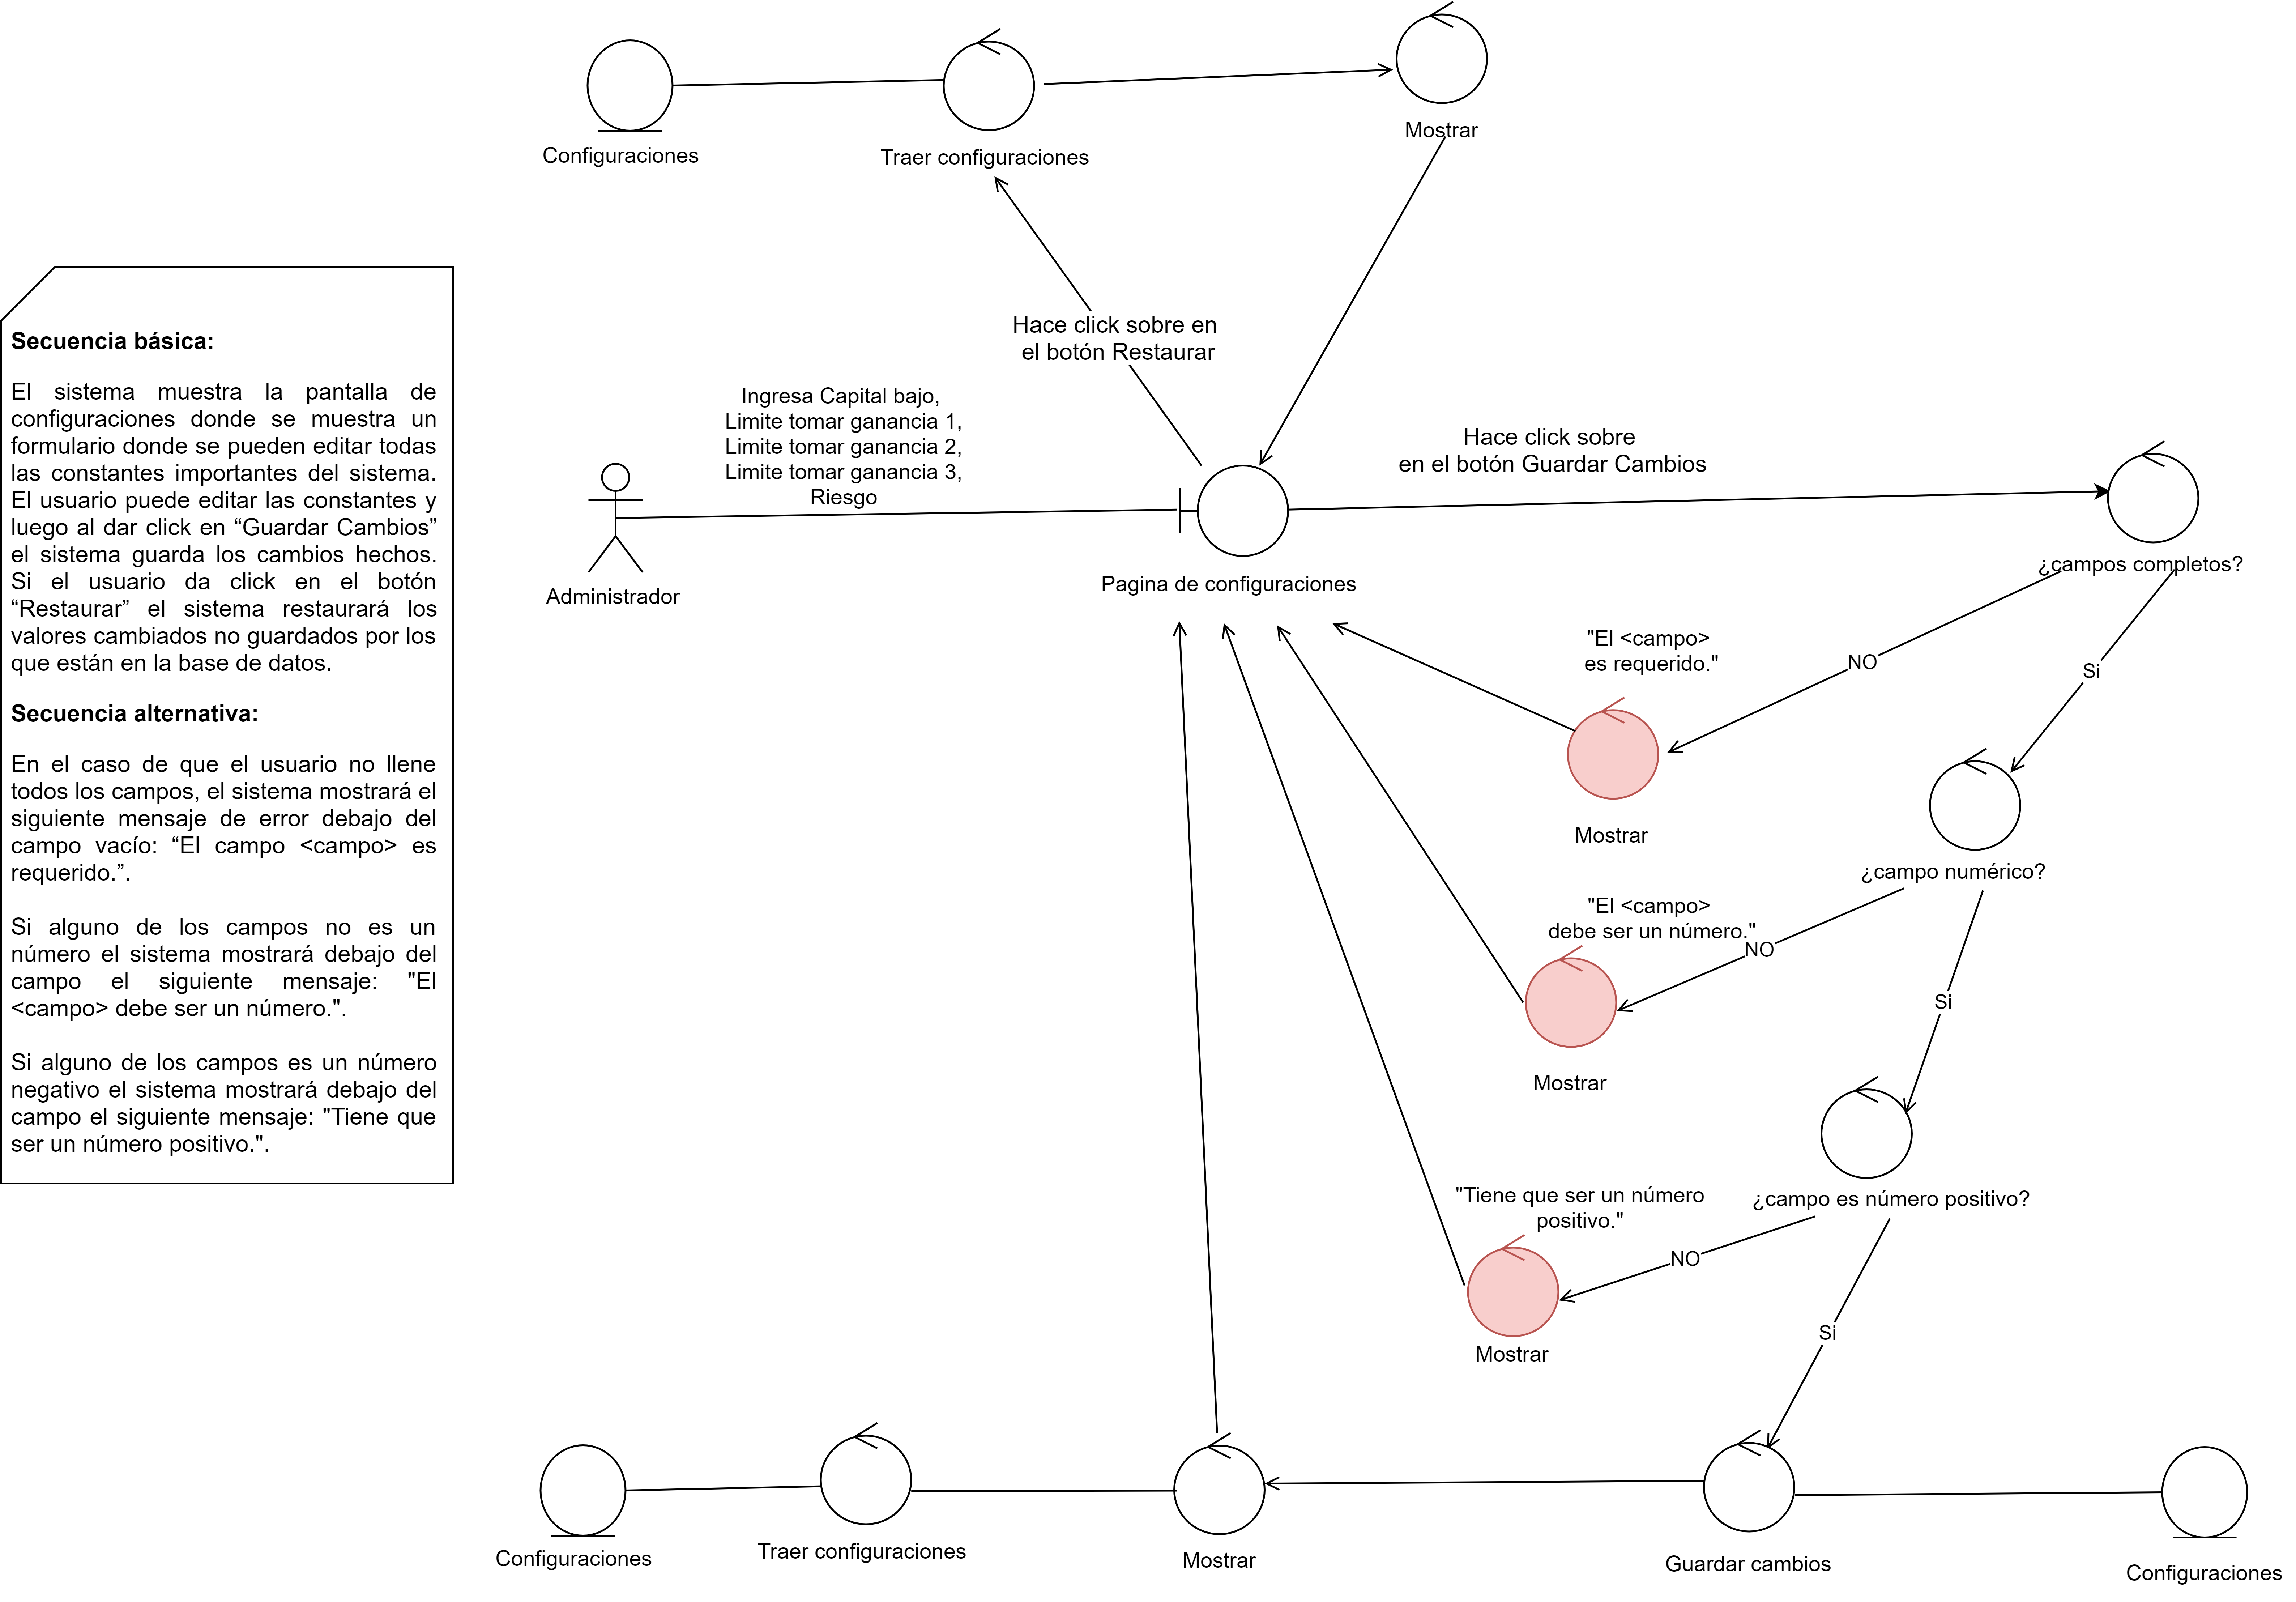 Configuraciones
Traer configuraciones
Mostrar
Hace click sobre en
el botón Restaurar
Secuencia básica:
El sistema muestra la pantalla de
configuraciones donde se muestra un
formulario donde se pueden editar todas
las constantes importantes del sistema.
El usuario puede editar las constantes y
luego al dar click en “Guardar Cambios”
el sistema guarda los cambios hechos.
Si el usuario da click en el botón
“Restaurar” el sistema restaurará los
valores cambiados no guardados por los
que están en la base de datos.
Secuencia alternativa:
En el caso de que el usuario no llene
todos los campos, el sistema mostrará el
siguiente mensaje de error debajo del
campo vacío: “El campo <campo> es
requerido.”.
Si alguno de los campos no es un
número el sistema mostrará debajo del
campo el siguiente mensaje: "El
<campo> debe ser un número.".
Si alguno de los campos es un número
negativo el sistema mostrará debajo del
campo el siguiente mensaje: "Tiene que
ser un número positivo.".
Ingresa Capital bajo,
Limite tomar ganancia 1,
Limite tomar ganancia 2,
Limite tomar ganancia 3,
Riesgo
Administrador
Pagina de configuraciones
Hace click sobre
en el botón Guardar Cambios
¿campos completos?
NO
Si
"El <campo>
es requerido."
Mostrar
¿campo numérico?
NO
Si
"El <campo>
debe ser un número."
Mostrar
¿campo es número positivo?
NO
Si
"Tiene que ser un número
positivo."
Mostrar
Configuraciones
Traer configuraciones
Mostrar
Guardar cambios
Configuraciones